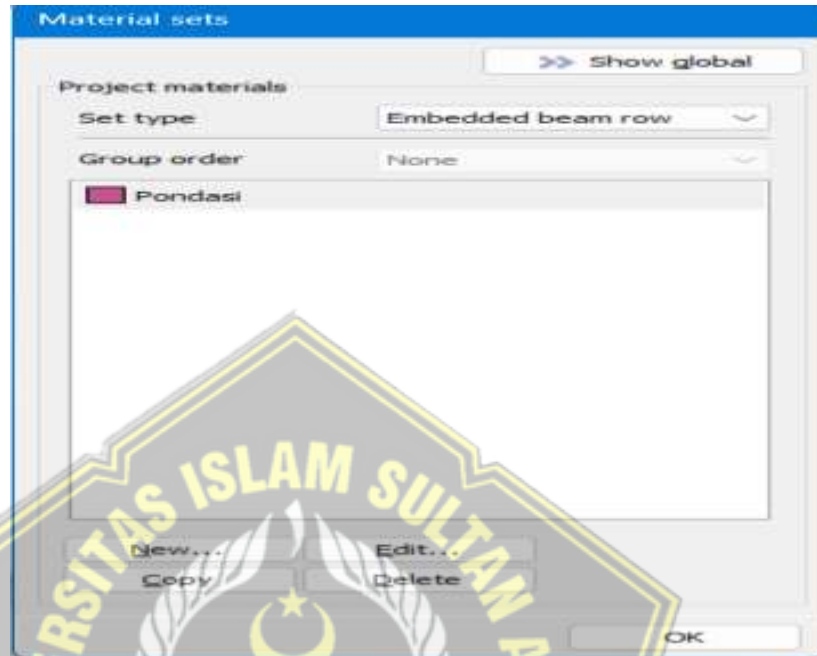 Material sets
>> Show global
Project materials
Set type Embedded beam row
Group order None
Pondasi
New... Edit...
Copy Delete
OK
ISLAM SULTAN